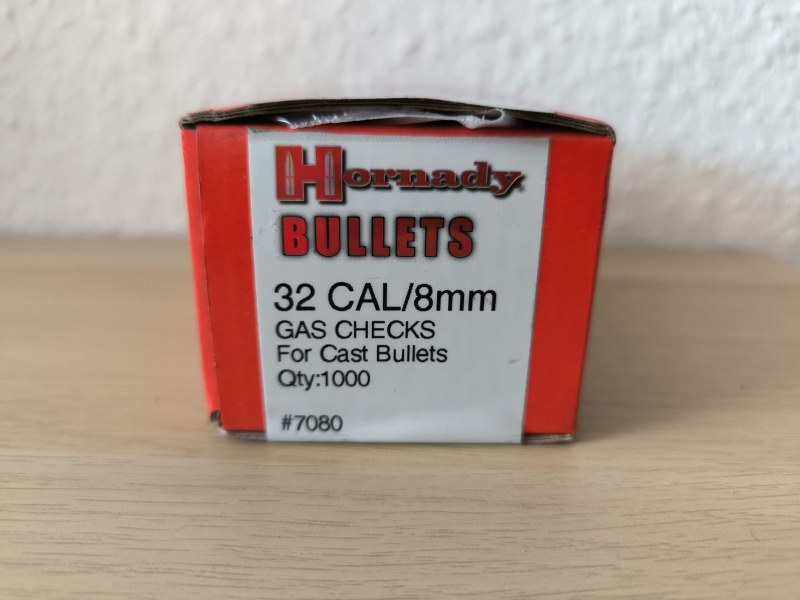 Hornady
BULLETS
32 CAL/8mm
GAS CHECKS
For Cast Bullets
Qty:1000
#7080